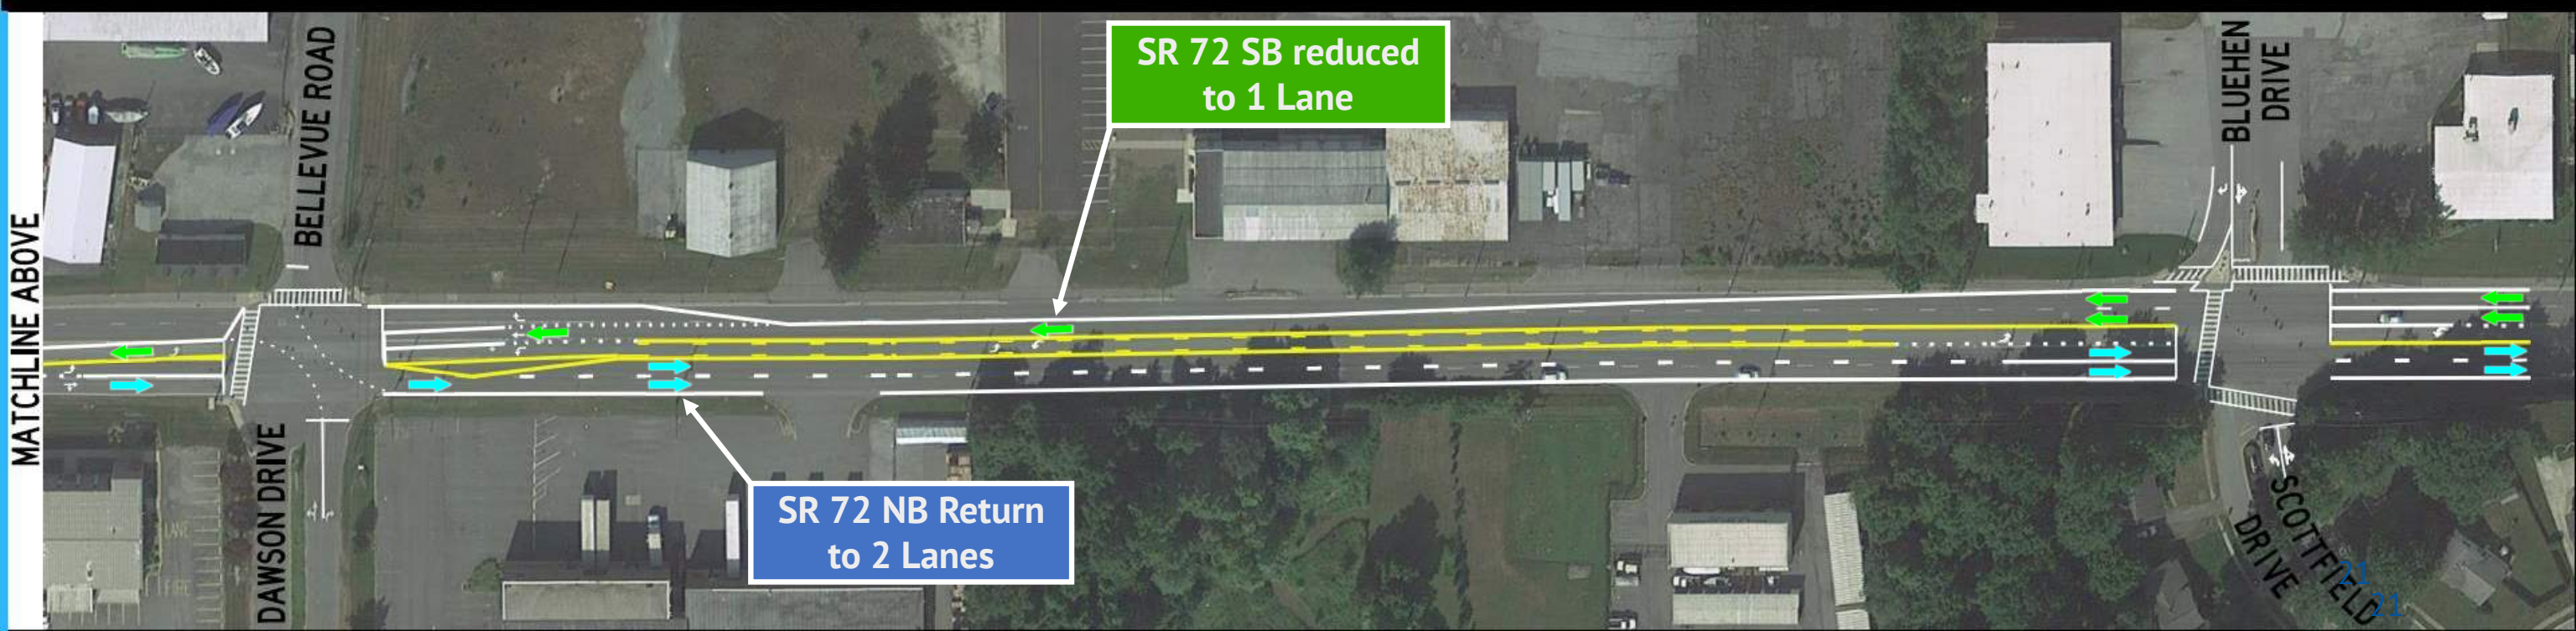 MATCHLINE ABOVE
BELLEVUE ROAD
SR 72 SB reduced
to 1 Lane
BLUEHEN
DRIVE
DAWSON DRIVE
SR 72 NB Return
to 2 Lanes
SCOTTFIELD
DRIVE
21
21